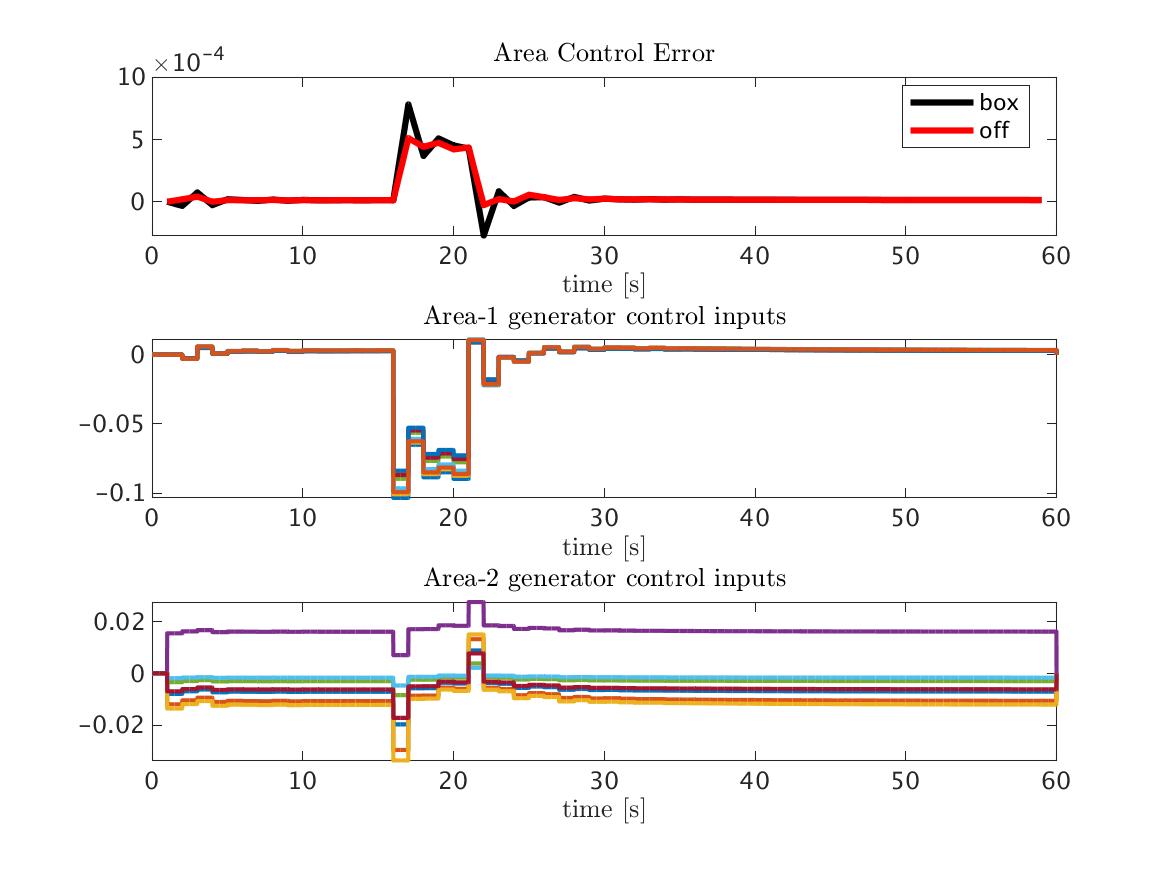 Area Control Error
×10⁻⁴
10
5
0
box
off
0 10 20 30 40 50 60
time [s]
Area-1 generator control inputs
0
−0.05
−0.1
0 10 20 30 40 50 60
time [s]
Area-2 generator control inputs
0.02
0
−0.02
0 10 20 30 40 50 60
time [s]